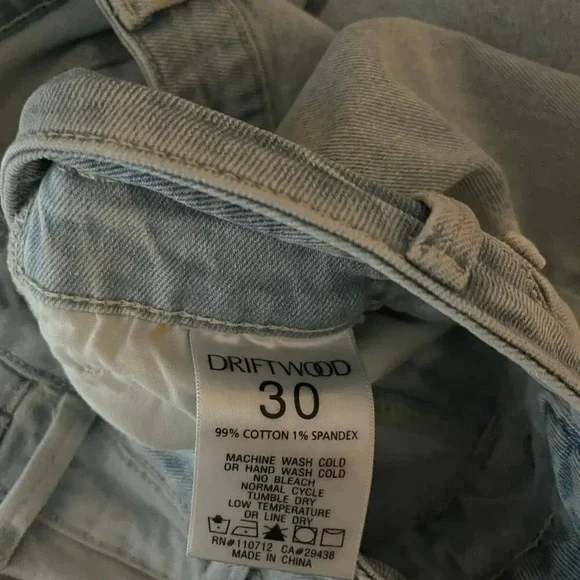 DRIFTWOOD
30
99% COTTON 1% SPANDEX
MACHINE WASH COLD
OR HAND WASH COLD
NO BLEACH
NORMAL CYCLE
TUMBLE DRY
LOW TEMPERATURE
OR LINE DRY
RN#110712 CA#29438
MADE IN CHINA